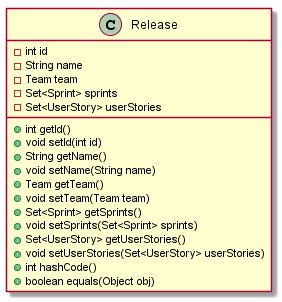 C Release
int id
String name
Team team
Set<Sprint> sprints
Set<UserStory> userStories
int getId()
void setId(int id)
String getName()
void setName(String name)
Team getTeam()
void setTeam(Team team)
Set<Sprint> getSprints()
void setSprints(Set<Sprint> sprints)
Set<UserStory> getUserStories()
void setUserStories(Set<UserStory> userStories)
int hashCode()
boolean equals(Object obj)